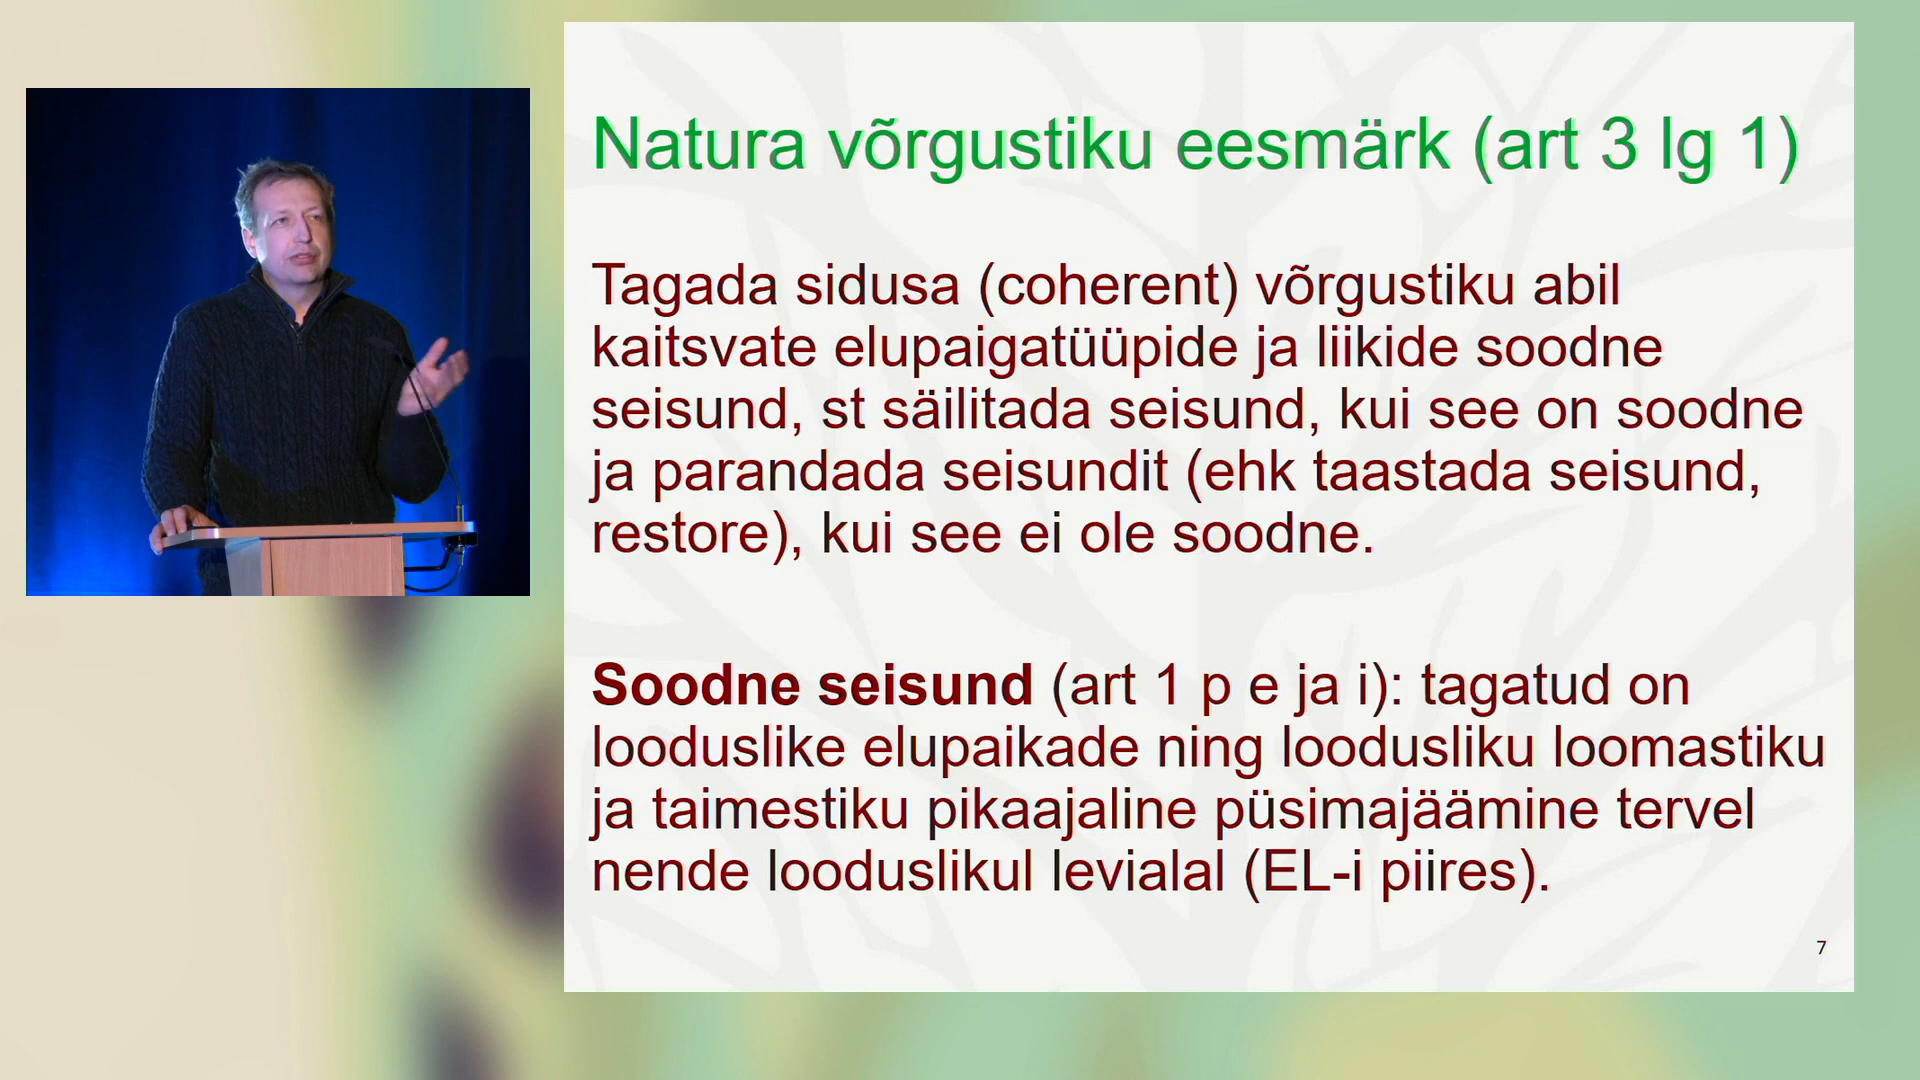 Natura võrgustiku eesmärk (art 3 lg 1)
Tagada sidusa (coherent) võrgustiku abil
kaitsvate elupaigatüüpide ja liikide soodne
seisund, st säilitada seisund, kui see on soodne
ja parandada seisundit (ehk taastada seisund,
restore), kui see ei ole soodne.
Soodne seisund (art 1 p e ja i): tagatud on
looduslike elupaikade ning loodusliku loomastiku
ja taimestiku pikaajaline püsimajäämine tervel
nende looduslikul levialal (EL-i piires).
7